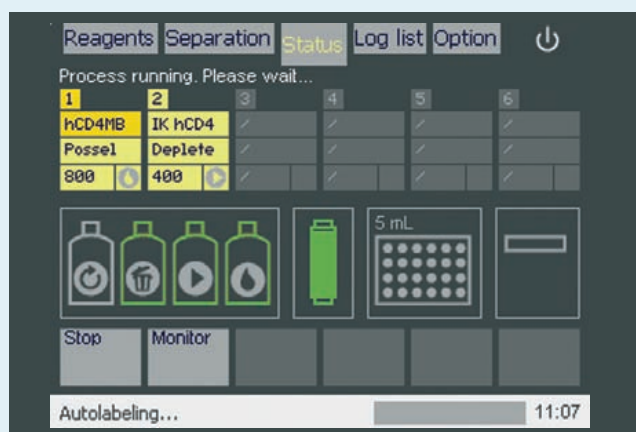 Reagents Separation Status Log list Option
Process running. Please wait...
1 2 3 4 5 6
hCD4MB IK hCD4 / / / /
Possel Deplete / / / /
800 400 / / / /
5 mL
Stop Monitor
Autolabeling... 11:07